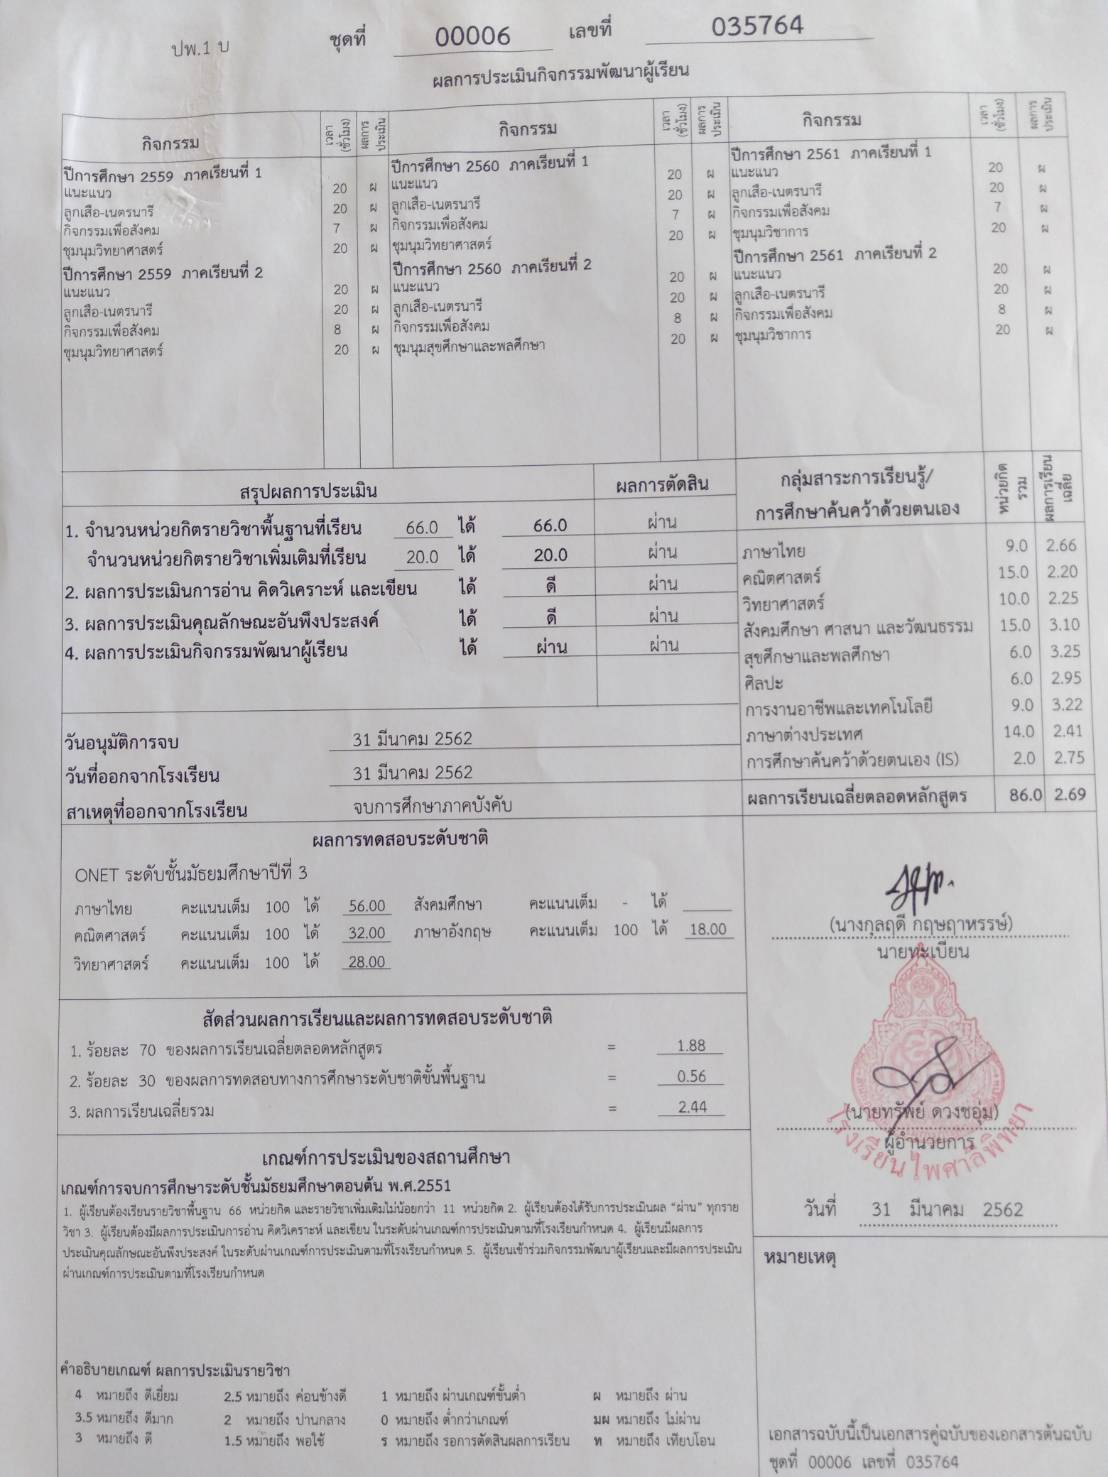 ปพ.1 บ ชุดที่ 00006 เลขที่ 035764
ผลการประเมินกิจกรรมพัฒนาผู้เรียน
กิจกรรม เวลา (ชั่วโมง) ผลการประเมิน กิจกรรม เวลา (ชั่วโมง) ผลการประเมิน กิจกรรม เวลา (ชั่วโมง) ผลการประเมิน
ปีการศึกษา 2559 ภาคเรียนที่ 1
แนะแนว 20 ผ
ลูกเสือ-เนตรนารี 20 ผ
กิจกรรมเพื่อสังคม 7 ผ
ชุมนุมวิทยาศาสตร์ 20 ผ
ปีการศึกษา 2559 ภาคเรียนที่ 2
แนะแนว 20 ผ
ลูกเสือ-เนตรนารี 20 ผ
กิจกรรมเพื่อสังคม 8 ผ
ชุมนุมวิทยาศาสตร์ 20 ผ
ปีการศึกษา 2560 ภาคเรียนที่ 1
แนะแนว 20 ผ
ลูกเสือ-เนตรนารี 20 ผ
กิจกรรมเพื่อสังคม 7 ผ
ชุมนุมวิทยาศาสตร์ 20 ผ
ปีการศึกษา 2560 ภาคเรียนที่ 2
แนะแนว 20 ผ
ลูกเสือ-เนตรนารี 20 ผ
กิจกรรมเพื่อสังคม 8 ผ
ชุมนุมสุขศึกษาและพลศึกษา 20 ผ
ปีการศึกษา 2561 ภาคเรียนที่ 1
แนะแนว 20 ผ
ลูกเสือ-เนตรนารี 20 ผ
กิจกรรมเพื่อสังคม 7 ผ
ชุมนุมวิชาการ 20 ผ
ปีการศึกษา 2561 ภาคเรียนที่ 2
แนะแนว 20 ผ
ลูกเสือ-เนตรนารี 20 ผ
กิจกรรมเพื่อสังคม 8 ผ
ชุมนุมวิชาการ 20 ผ
สรุปผลการประเมิน ผลการตัดสิน
1. จำนวนหน่วยกิตรายวิชาพื้นฐานที่เรียน 66.0 ได้ 66.0 ผ่าน
จำนวนหน่วยกิตรายวิชาเพิ่มเติมที่เรียน 20.0 ได้ 20.0 ผ่าน
2. ผลการประเมินการอ่าน คิดวิเคราะห์ และเขียน ได้ ดี ผ่าน
3. ผลการประเมินคุณลักษณะอันพึงประสงค์ ได้ ดี ผ่าน
4. ผลการประเมินกิจกรรมพัฒนาผู้เรียน ได้ ผ่าน ผ่าน
วันอนุมัติการจบ 31 มีนาคม 2562
วันที่ออกจากโรงเรียน 31 มีนาคม 2562
สาเหตุที่ออกจากโรงเรียน จบการศึกษาภาคบังคับ
กลุ่มสาระการเรียนรู้/ หน่วยกิตรวม ผลการเรียนเฉลี่ย
การศึกษาค้นคว้าด้วยตนเอง
ภาษาไทย 9.0 2.66
คณิตศาสตร์ 15.0 2.20
วิทยาศาสตร์ 10.0 2.25
สังคมศึกษา ศาสนา และวัฒนธรรม 15.0 3.10
สุขศึกษาและพลศึกษา 6.0 3.25
ศิลปะ 6.0 2.95
การงานอาชีพและเทคโนโลยี 9.0 3.22
ภาษาต่างประเทศ 14.0 2.41
การศึกษาค้นคว้าด้วยตนเอง (IS) 2.0 2.75
ผลการเรียนเฉลี่ยตลอดหลักสูตร 86.0 2.69
ผลการทดสอบระดับชาติ
ONET ระดับชั้นมัธยมศึกษาปีที่ 3
ภาษาไทย คะแนนเต็ม 100 ได้ 56.00 สังคมศึกษา คะแนนเต็ม - ได้
คณิตศาสตร์ คะแนนเต็ม 100 ได้ 32.00 ภาษาอังกฤษ คะแนนเต็ม 100 ได้ 18.00
วิทยาศาสตร์ คะแนนเต็ม 100 ได้ 28.00
สัดส่วนผลการเรียนและผลการทดสอบระดับชาติ
1. ร้อยละ 70 ของผลการเรียนเฉลี่ยตลอดหลักสูตร = 1.88
2. ร้อยละ 30 ของผลการทดสอบทางการศึกษาระดับชาติขั้นพื้นฐาน = 0.56
3. ผลการเรียนเฉลี่ยรวม = 2.44
(นางกุลฤดี กฤษฎาหรรษ์)
นายทะเบียน
(นายทรัพย์ ดวงชอุ่ม)
ผู้อำนวยการ
โรงเรียนไพศาลีพิทยา
วันที่ 31 มีนาคม 2562
หมายเหตุ
เกณฑ์การประเมินของสถานศึกษา
เกณฑ์การจบการศึกษาระดับชั้นมัธยมศึกษาตอนต้น พ.ศ.2551
1. ผู้เรียนต้องเรียนรายวิชาพื้นฐาน 66 หน่วยกิต และรายวิชาเพิ่มเติมไม่น้อยกว่า 11 หน่วยกิต 2. ผู้เรียนต้องได้รับการประเมินผล "ผ่าน" ทุกราย
วิชา 3. ผู้เรียนต้องมีผลการประเมินการอ่าน คิดวิเคราะห์ และเขียน ในระดับผ่านเกณฑ์การประเมินตามที่โรงเรียนกำหนด 4. ผู้เรียนมีผลการ
ประเมินคุณลักษณะอันพึงประสงค์ ในระดับผ่านเกณฑ์การประเมินตามที่โรงเรียนกำหนด 5. ผู้เรียนเข้าร่วมกิจกรรมพัฒนาผู้เรียนและมีผลการประเมิน
ผ่านเกณฑ์การประเมินตามที่โรงเรียนกำหนด
คำอธิบายเกณฑ์ ผลการประเมินรายวิชา
4 หมายถึง ดีเยี่ยม 2.5 หมายถึง ค่อนข้างดี 1 หมายถึง ผ่านเกณฑ์ขั้นต่ำ ผ หมายถึง ผ่าน
3.5 หมายถึง ดีมาก 2 หมายถึง ปานกลาง 0 หมายถึง ต่ำกว่าเกณฑ์ มผ หมายถึง ไม่ผ่าน
3 หมายถึง ดี 1.5 หมายถึง พอใช้ ร หมายถึง รอการตัดสินผลการเรียน ท หมายถึง เทียบโอน
เอกสารฉบับนี้เป็นเอกสารคู่ฉบับของเอกสารต้นฉบับ
ชุดที่ 00006 เลขที่ 035764